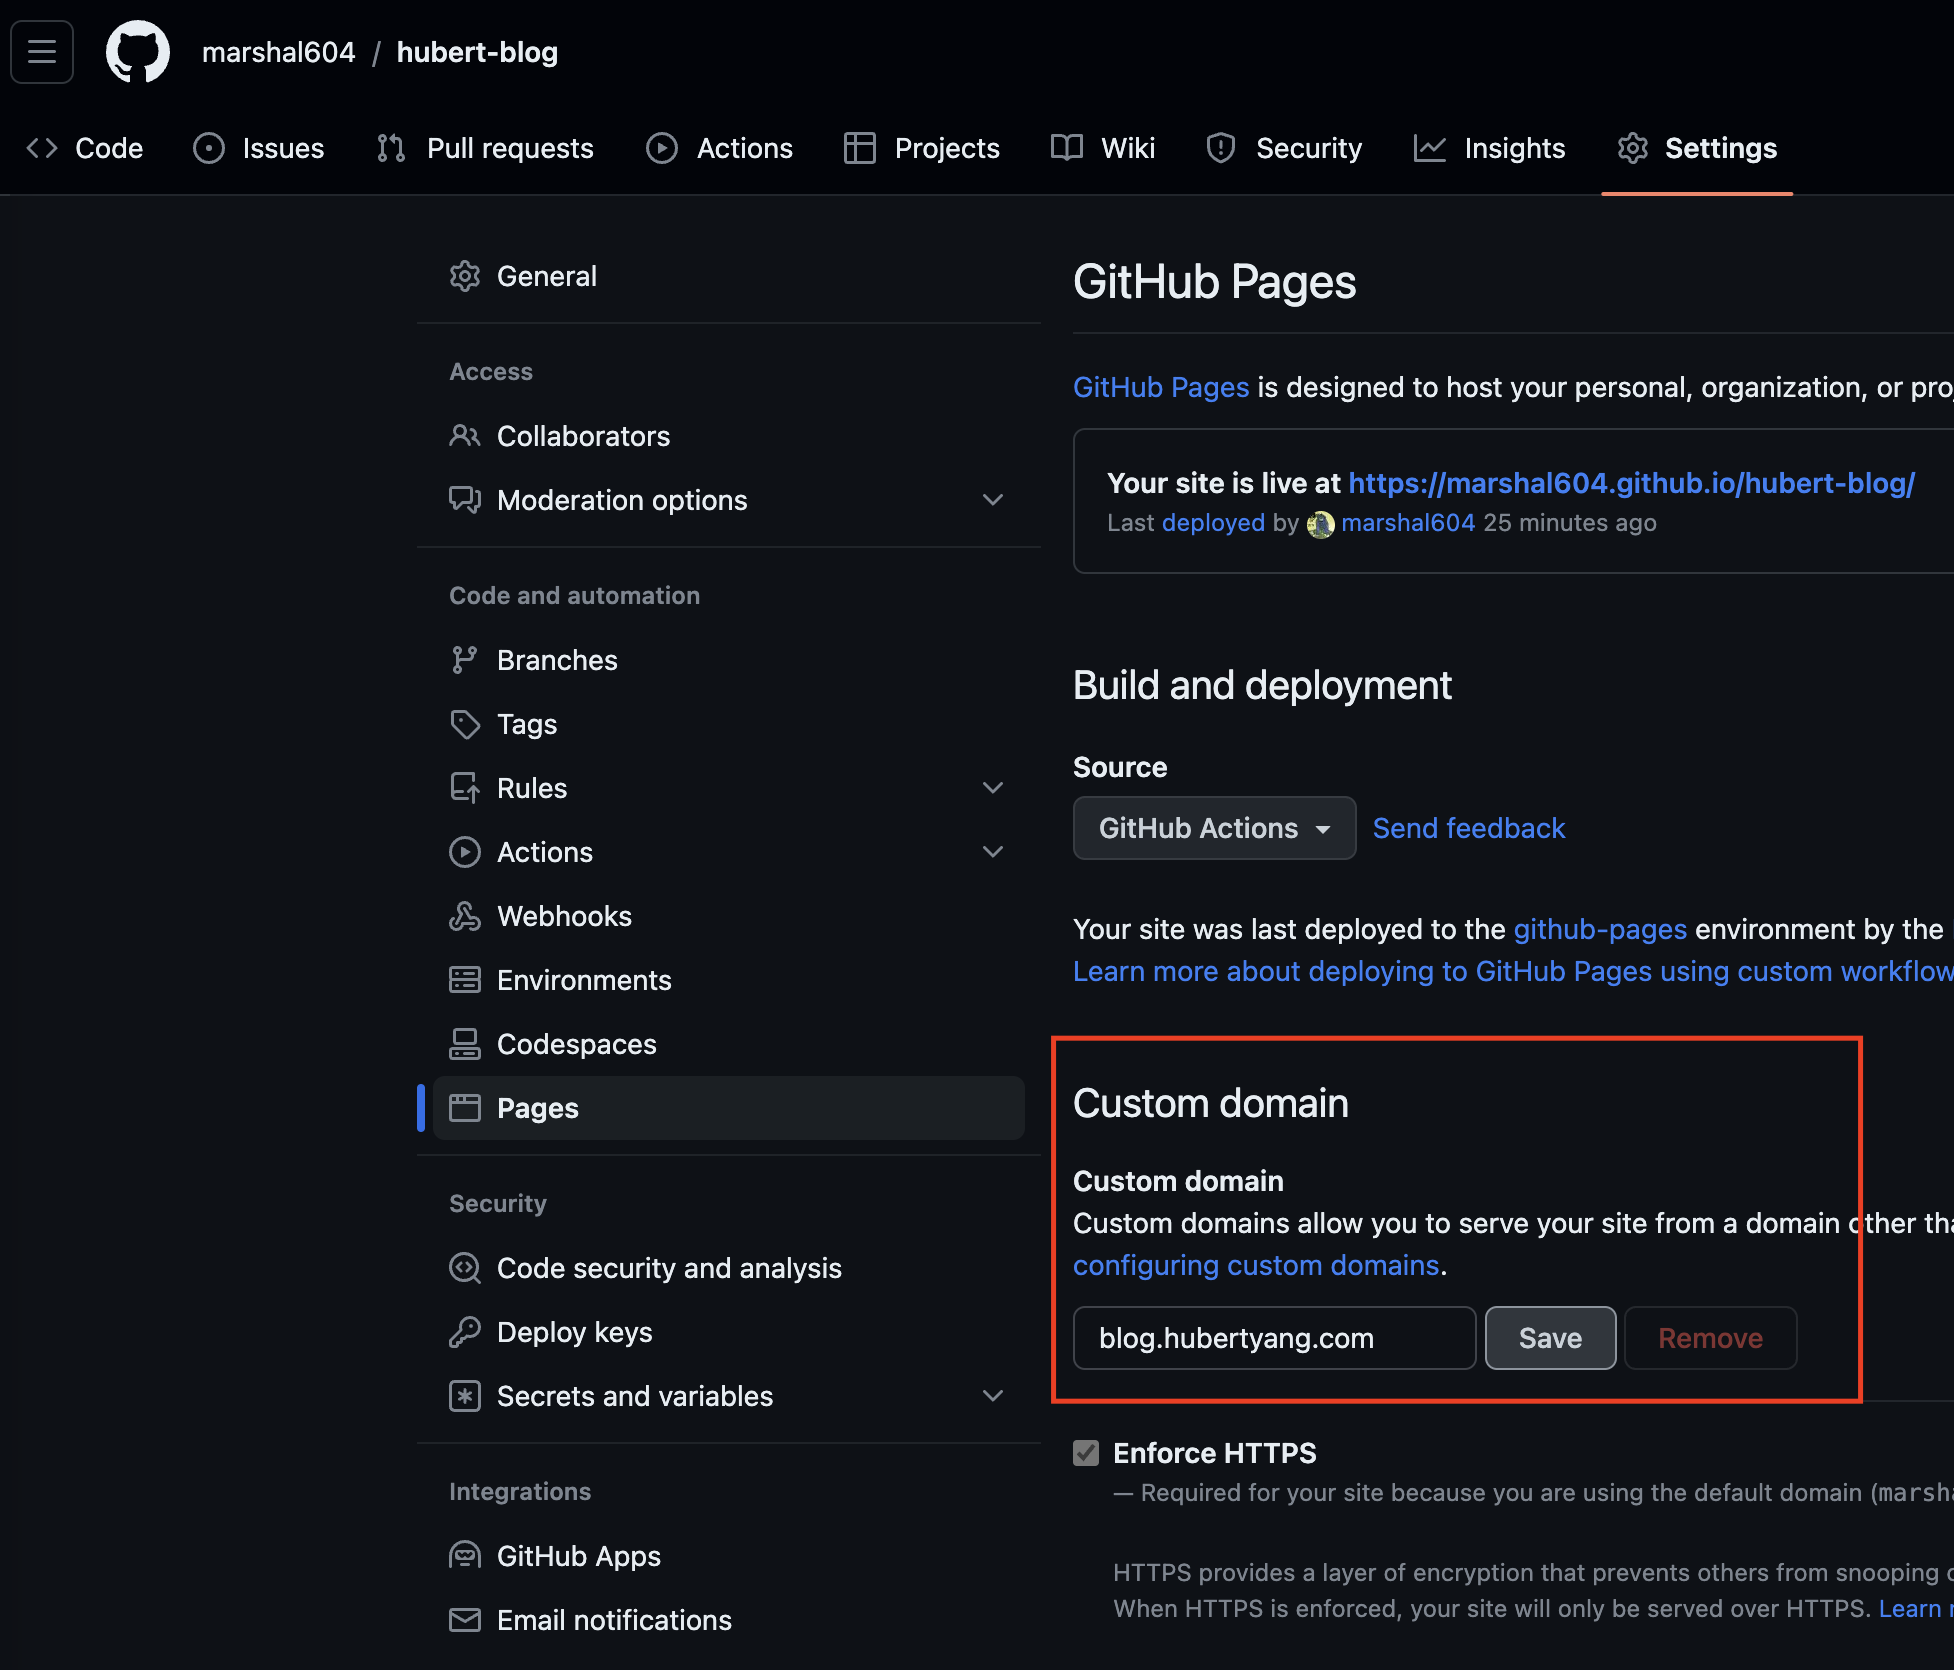 marshal604 / hubert-blog
Code Issues Pull requests Actions Projects Wiki Security Insights Settings
General
Access
Collaborators
Moderation options
Code and automation
Branches
Tags
Rules
Actions
Webhooks
Environments
Codespaces
Pages
Security
Code security and analysis
Deploy keys
Secrets and variables
Integrations
GitHub Apps
Email notifications
GitHub Pages
GitHub Pages is designed to host your personal, organization, or
Your site is live at https://marshal604.github.io/hubert-blog/
Last deployed by marshal604 25 minutes ago
Build and deployment
Source
GitHub Actions Send feedback
Your site was last deployed to the github-pages environment by the
Learn more about deploying to GitHub Pages using custom workflow
Custom domain
Custom domain
Custom domains allow you to serve your site from a domain other
configuring custom domains.
blog.hubertyang.com Save Remove
Enforce HTTPS
— Required for your site because you are using the default domain (
HTTPS provides a layer of encryption that prevents others from snooping
When HTTPS is enforced, your site will only be served over HTTPS. Learn